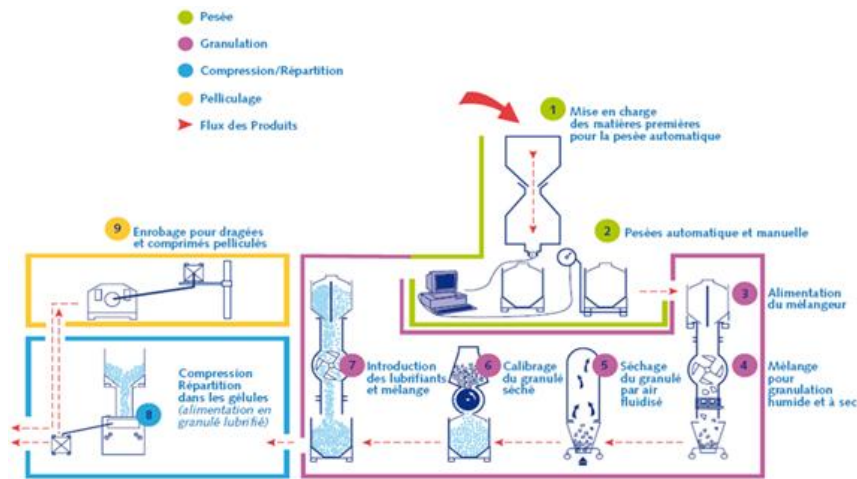 Pesée
Granulation
Compression/Répartition
Pelliculage
Flux des Produits
1
Mise en charge
des matières premières
pour la pesée automatique
9
Enrobage pour dragées
et comprimés pelliculés
2
Pesées automatique et manuelle
3
Alimentation
du mélangeur
Compression
Répartition
dans les gélules
(alimentation en
granulé lubrifié)
8
7
Introduction
des lubrifiants
et mélange
6
Calibrage
du granulé
séché
5
Séchage
du granulé
par air
fluidisé
4
Mélange
pour
granulation
humide et à sec